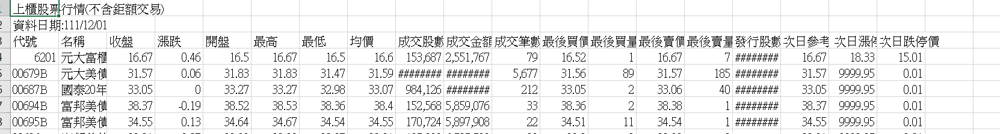 上櫃股票行情(不含鉅額交易)
資料日期:111/12/01
代號 名稱 收盤 漲跌 開盤 最高 最低 均價 成交股數 成交金額 成交筆數 最後買價 最後買量 最後賣價 最後賣量 發行股數 次日參考 次日漲停 次日跌停價
6201 元大富櫃 16.67 0.46 16.5 16.67 16.5 16.6 153,687 2,551,767 79 16.52 1 16.67 7 ######## 16.67 18.33 15.01
00679B 元大美債 31.57 0.06 31.83 31.83 31.47 31.59 ######## ######## 5,677 31.56 89 31.57 185 ######## 31.57 9999.95 0.01
00687B 國泰20年 33.05 0 33.27 33.27 32.98 33.07 984,126 ######## 212 33.05 2 33.06 40 ######## 33.05 9999.95 0.01
00694B 富邦美債 38.37 -0.19 38.52 38.53 38.36 38.4 152,568 5,859,076 33 38.36 2 38.38 1 ######## 38.37 9999.95 0.01
00695B 富邦美債 34.55 0.13 34.64 34.67 34.54 34.55 170,724 5,897,908 22 34.51 11 34.54 1 ######## 34.55 9999.95 0.01